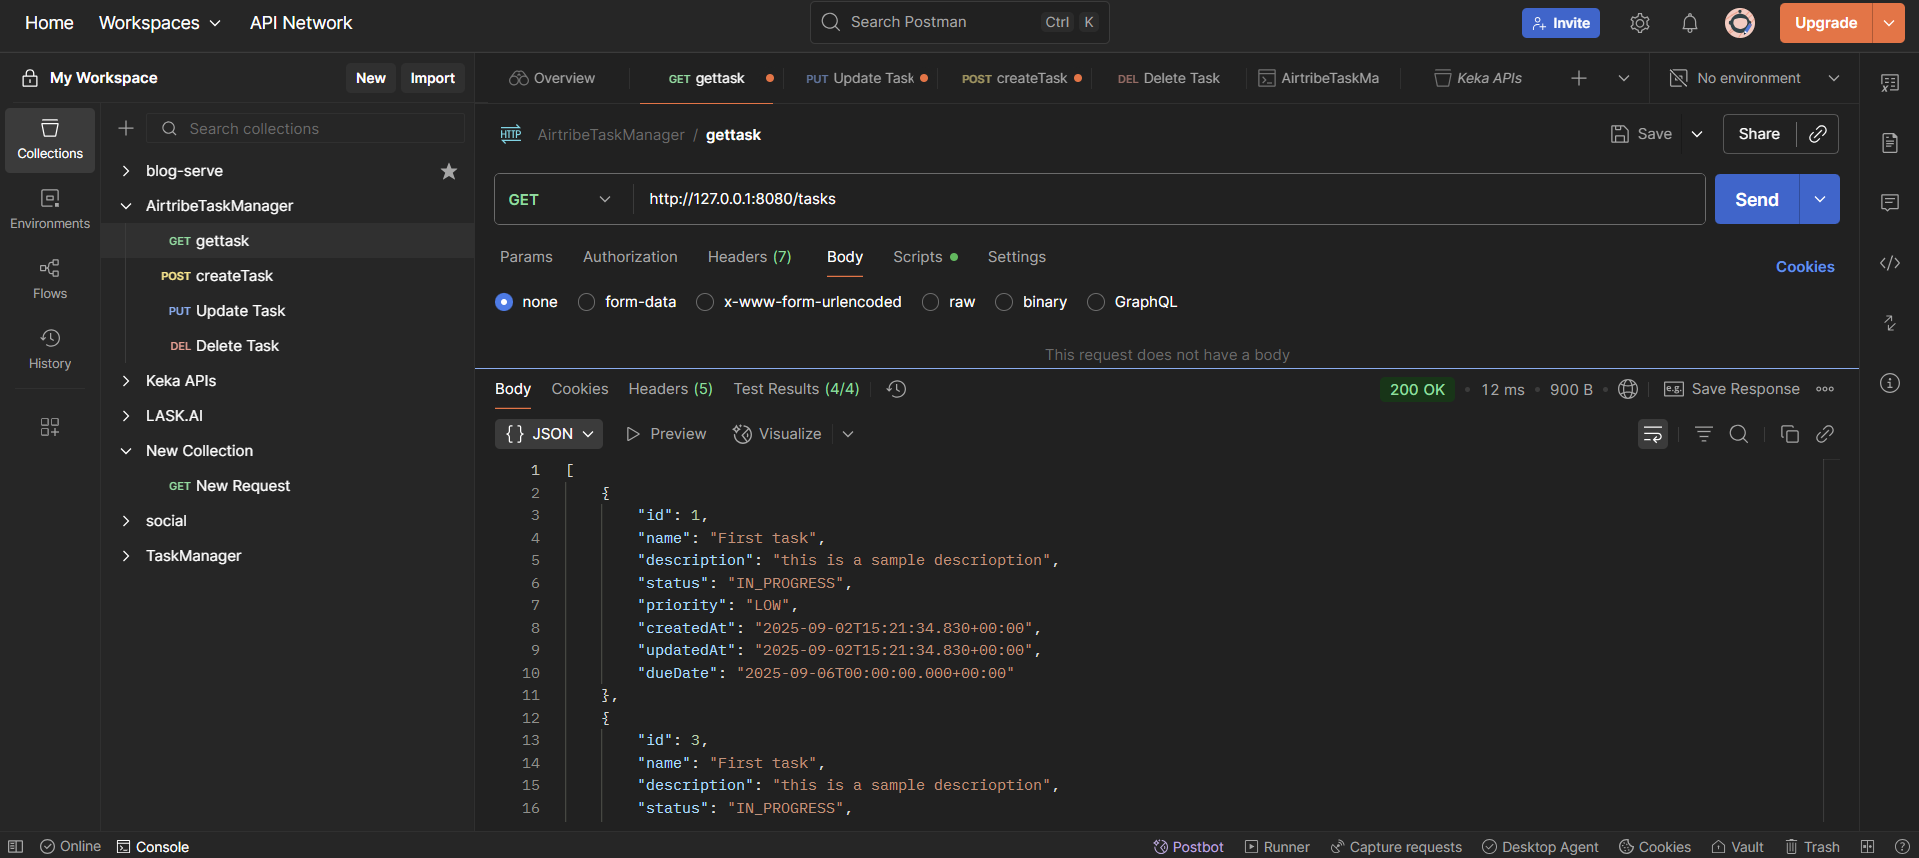 Home Workspaces API Network Search Postman Ctrl K Invite Upgrade
My Workspace New Import Overview GET gettask PUT Update Task POST createTask DEL Delete Task AirtribeTaskMa Keka APIs No environment
Collections
Environments
Flows
History
Search collections
blog-serve
AirtribeTaskManager
GET gettask
POST createTask
PUT Update Task
DEL Delete Task
Keka APIs
LASK.AI
New Collection
GET New Request
social
TaskManager
HTTP AirtribeTaskManager / gettask Save Share
GET http://127.0.0.1:8080/tasks Send
Params Authorization Headers (7) Body Scripts Settings Cookies
none form-data x-www-form-urlencoded raw binary GraphQL
This request does not have a body
Body Cookies Headers (5) Test Results (4/4) 200 OK • 12 ms • 900 B e.g. Save Response
{} JSON Preview Visualize
1 [
2 {
3 "id": 1,
4 "name": "First task",
5 "description": "this is a sample descrioption",
6 "status": "IN_PROGRESS",
7 "priority": "LOW",
8 "createdAt": "2025-09-02T15:21:34.830+00:00",
9 "updatedAt": "2025-09-02T15:21:34.830+00:00",
10 "dueDate": "2025-09-06T00:00:00.000+00:00"
11 },
12 {
13 "id": 3,
14 "name": "First task",
15 "description": "this is a sample descrioption",
16 "status": "IN_PROGRESS",
Online Console Postbot Runner Capture requests Desktop Agent Cookies Vault Trash